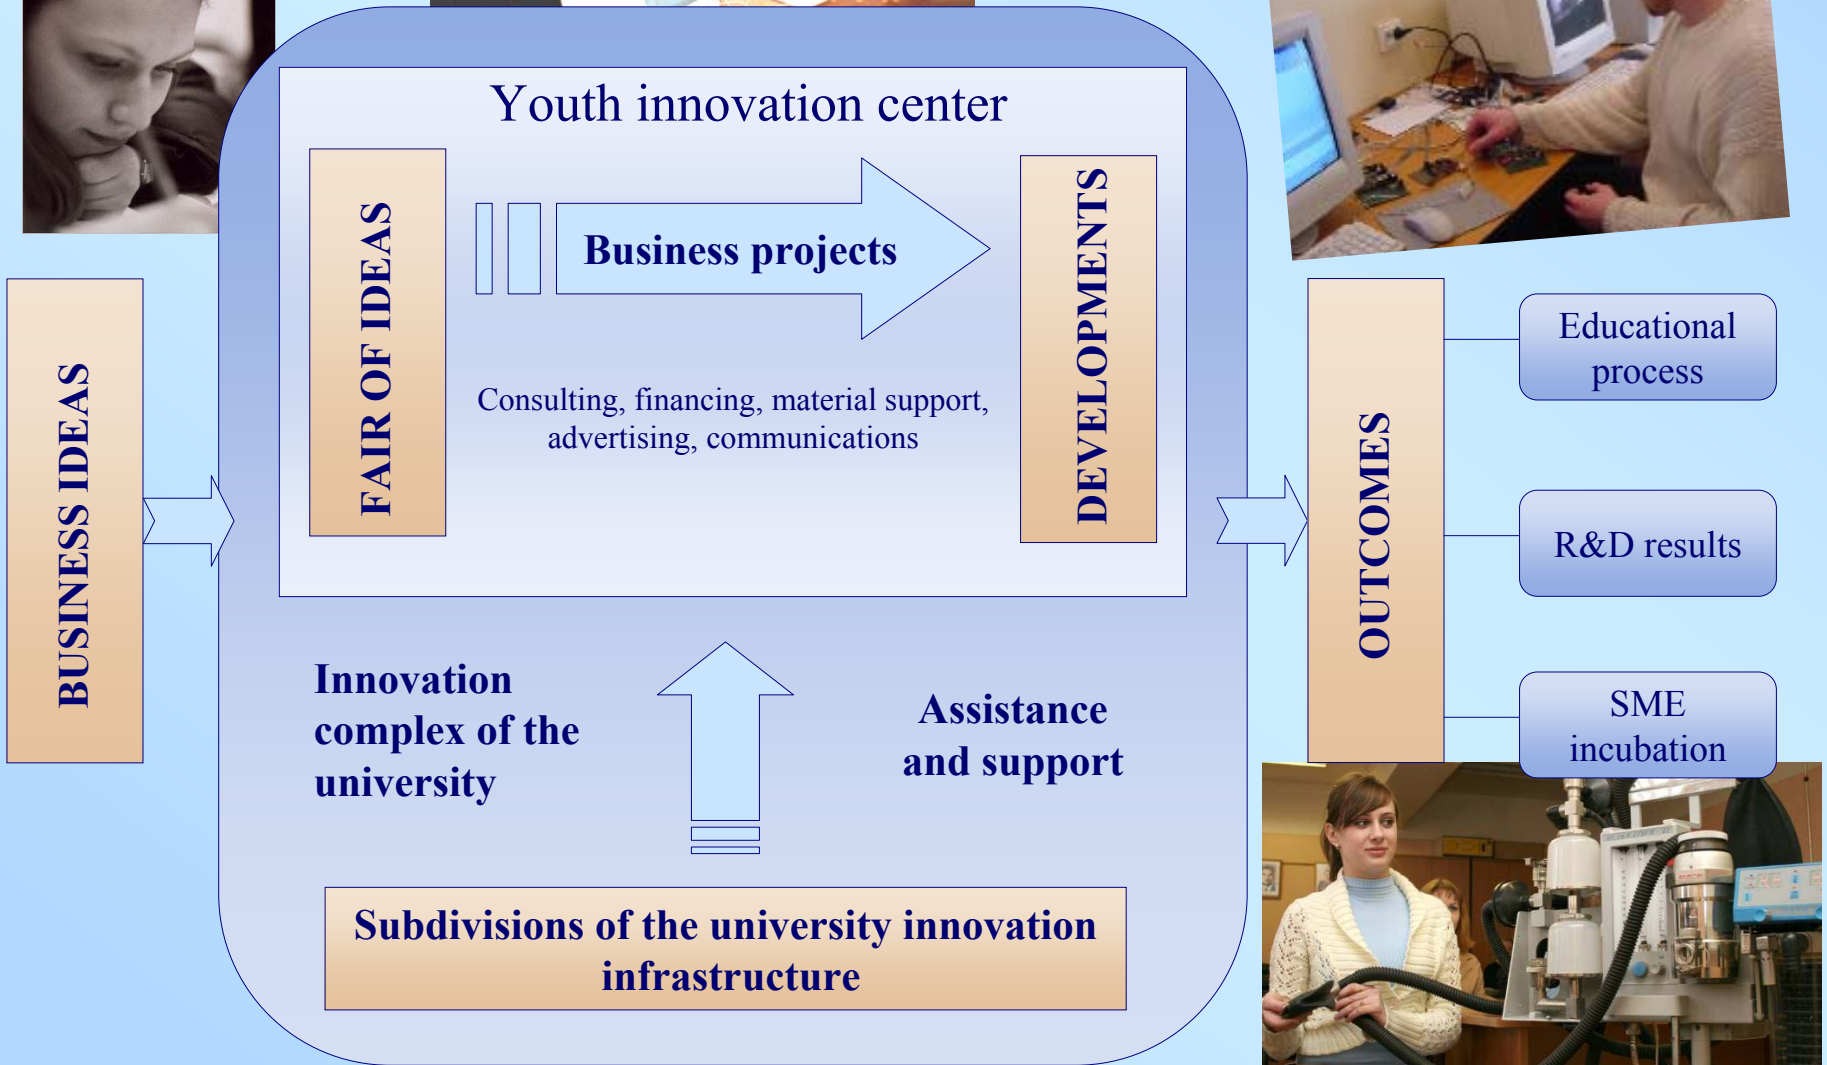 Youth innovation center
BUSINESS IDEAS
FAIR OF IDEAS
Business projects
Consulting, financing, material support,
advertising, communications
DEVELOPMENTS
OUTCOMES
Educational
process
R&D results
SME
incubation
Innovation
complex of the
university
Assistance
and support
Subdivisions of the university innovation
infrastructure